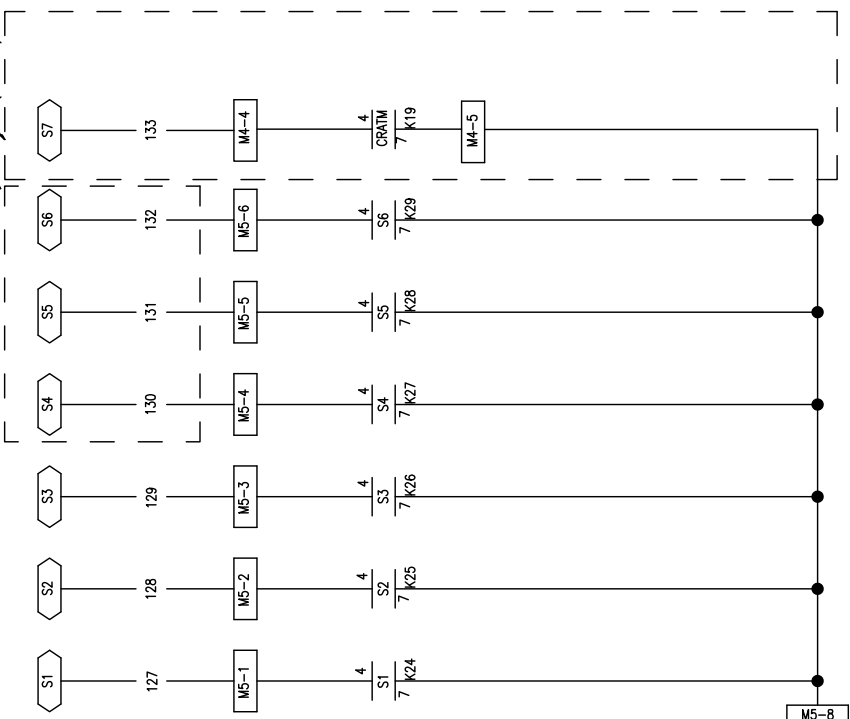 S7 133 M4-4 4 CRATM 7 K19 M4-5
S6 132 M5-6 4 S6 7 K29
S5 131 M5-5 4 S5 7 K28
S4 130 M5-4 4 S4 7 K27
S3 129 M5-3 4 S3 7 K26
S2 128 M5-2 4 S2 7 K25
S1 127 M5-1 4 S1 7 K24
M5-8